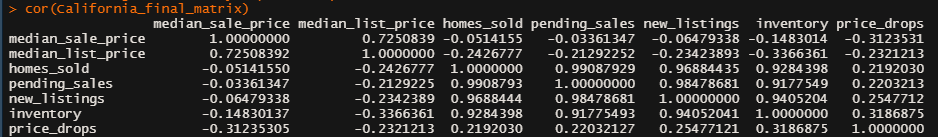 > cor(California_final_matrix)
median_sale_price median_list_price homes_sold pending_sales new_listings inventory price_drops
median_sale_price 1.00000000 0.7250839 -0.0514155 -0.03361347 -0.06479338 -0.1483014 -0.3123531
median_list_price 0.72508392 1.0000000 -0.2426777 -0.21292252 -0.23423893 -0.3366361 -0.2321213
homes_sold -0.05141550 -0.2426777 1.0000000 0.99087929 0.96884435 0.9284398 0.2192030
pending_sales -0.03361347 -0.2129225 0.9908793 1.00000000 0.98478681 0.9177549 0.2203213
new_listings -0.06479338 -0.2342389 0.9688444 0.98478681 1.00000000 0.9405204 0.2547712
inventory -0.14830137 -0.3366361 0.9284398 0.91775493 0.94052041 1.0000000 0.3186875
price_drops -0.31235305 -0.2321213 0.2192030 0.22032127 0.25477121 0.3186875 1.0000000